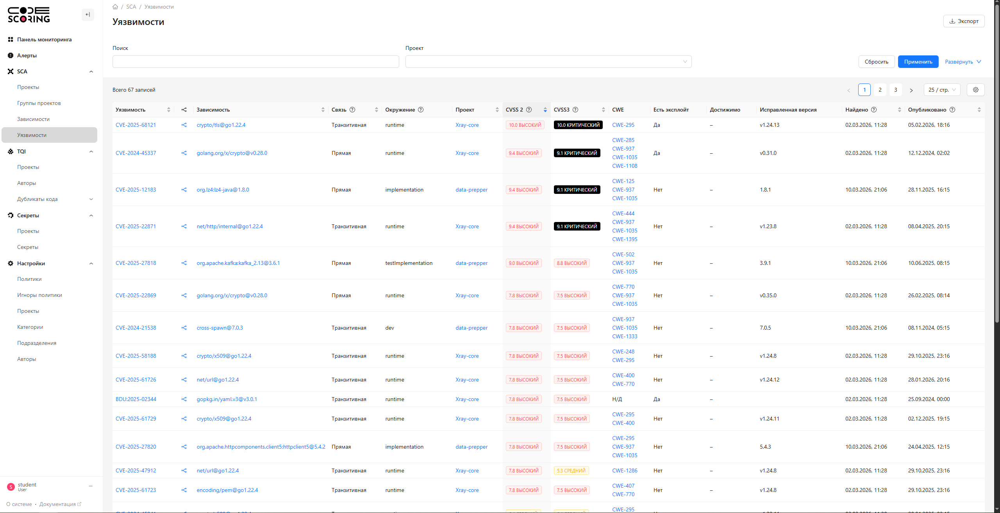 CODE
SCORING
Панель мониторинга
Алерты
SCA
Проекты
Группы проектов
Зависимости
Уязвимости
TQI
Проекты
Авторы
Дубликаты кода
Секреты
Проекты
Секреты
Настройки
Политики
Игноры политики
Проекты
Категории
Подразделения
Авторы
S student
User
...
О системе · Документация
/ SCA / Уязвимости
Уязвимости
Экспорт
Поиск
Проект
Сбросить Применить Развернуть
Всего 67 записей
1 2 3 25 / стр.
Уязвимость Зависимость Связь Окружение Проект CVSS 2 CVSS3 CWE Есть эксплойт Достижимо Исправленная версия Найдено Опубликовано
CVE-2025-68121 crypto/tls@go1.22.4 Транзитивная runtime Xray-core 10.0 ВЫСОКИЙ 10.0 КРИТИЧЕСКИЙ CWE-295 Да – v1.24.13 02.03.2026, 11:28 05.02.2026, 18:16
CWE-285
CWE-937
CVE-2024-45337 golang.org/x/crypto@v0.28.0 Прямая runtime Xray-core 9.4 ВЫСОКИЙ 9.1 КРИТИЧЕСКИЙ Да – v0.31.0 02.03.2026, 11:28 12.12.2024, 02:02
CWE-1035
CWE-1108
CWE-125
CVE-2025-12183 org.lz4:lz4-java@1.8.0 Прямая implementation data-prepper 9.4 ВЫСОКИЙ 9.1 КРИТИЧЕСКИЙ CWE-937 Нет – 1.8.1 10.03.2026, 21:06 28.11.2025, 16:15
CWE-1035
CWE-444
CWE-937
CVE-2025-22871 net/http/internal@go1.22.4 Транзитивная runtime Xray-core 9.4 ВЫСОКИЙ 9.1 КРИТИЧЕСКИЙ Нет – v1.23.8 02.03.2026, 11:28 08.04.2025, 20:15
CWE-1035
CWE-1395
CWE-502
CVE-2025-27818 org.apache.kafka:kafka_2.13@3.6.1 Прямая testImplementation data-prepper 9.0 ВЫСОКИЙ 8.8 ВЫСОКИЙ CWE-937 Нет – 3.9.1 10.03.2026, 21:06 10.06.2025, 08:15
CWE-1035
CWE-770
CVE-2025-22869 golang.org/x/crypto@v0.28.0 Прямая runtime Xray-core 7.8 ВЫСОКИЙ 7.5 ВЫСОКИЙ CWE-937 Нет – v0.35.0 02.03.2026, 11:28 26.02.2025, 08:14
CWE-1035
CWE-937
CVE-2024-21538 cross-spawn@7.0.3 Транзитивная dev data-prepper 7.8 ВЫСОКИЙ 7.5 ВЫСОКИЙ CWE-1035 Нет – 7.0.5 10.03.2026, 21:06 08.11.2024, 05:15
CWE-1333
CWE-248
CVE-2025-58188 crypto/x509@go1.22.4 Транзитивная runtime Xray-core 7.8 ВЫСОКИЙ 7.5 ВЫСОКИЙ Нет – v1.24.8 02.03.2026, 11:28 29.10.2025, 23:16
CWE-295
CWE-400
CVE-2025-61726 net/url@go1.22.4 Транзитивная runtime Xray-core 7.8 ВЫСОКИЙ 7.5 ВЫСОКИЙ Нет – v1.24.12 02.03.2026, 11:28 28.01.2026, 20:16
CWE-770
BDU:2025-02344 gopkg.in/yaml.v3@v3.0.1 Транзитивная runtime Xray-core 7.8 ВЫСОКИЙ 7.5 ВЫСОКИЙ Н/Д Да – 02.03.2026, 11:28 25.09.2024, 00:00
CWE-295
CVE-2025-61729 crypto/x509@go1.22.4 Транзитивная runtime Xray-core 7.8 ВЫСОКИЙ 7.5 ВЫСОКИЙ Нет – v1.24.11 02.03.2026, 11:28 02.12.2025, 19:15
CWE-400
CWE-295
CVE-2025-27820 org.apache.httpcomponents.client5:httpclient5@5.4.2 Прямая implementation data-prepper 7.8 ВЫСОКИЙ 7.5 ВЫСОКИЙ CWE-937 Нет – 5.4.3 10.03.2026, 21:06 24.04.2025, 12:15
CWE-1035
CVE-2025-47912 net/url@go1.22.4 Транзитивная runtime Xray-core 7.8 ВЫСОКИЙ 5.3 СРЕДНИЙ CWE-1286 Нет – v1.24.8 02.03.2026, 11:28 29.10.2025, 23:16
CWE-407
CVE-2025-61723 encoding/pem@go1.22.4 Транзитивная runtime Xray-core 7.8 ВЫСОКИЙ 7.5 ВЫСОКИЙ Нет – v1.24.8 02.03.2026, 11:28 29.10.2025, 23:16
CWE-770
CWE-295